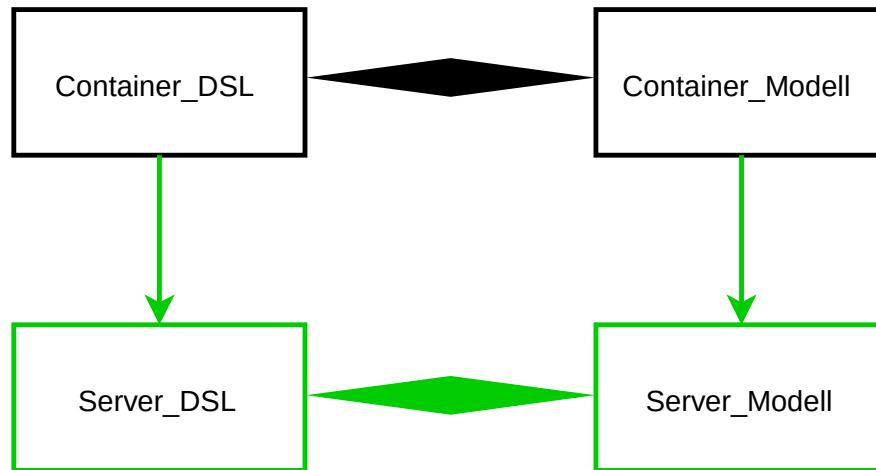 Container_DSL
Container_Modell
Server_DSL
Server_Modell